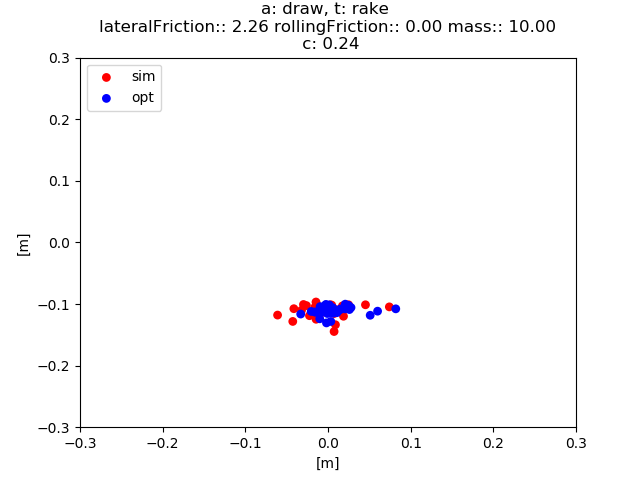 a: draw, t: rake
lateralFriction:: 2.26 rollingFriction:: 0.00 mass:: 10.00
c: 0.24
sim
opt
0.3
0.2
0.1
0.0
−0.1
−0.2
−0.3
[m]
−0.3 −0.2 −0.1 0.0 0.1 0.2 0.3
[m]